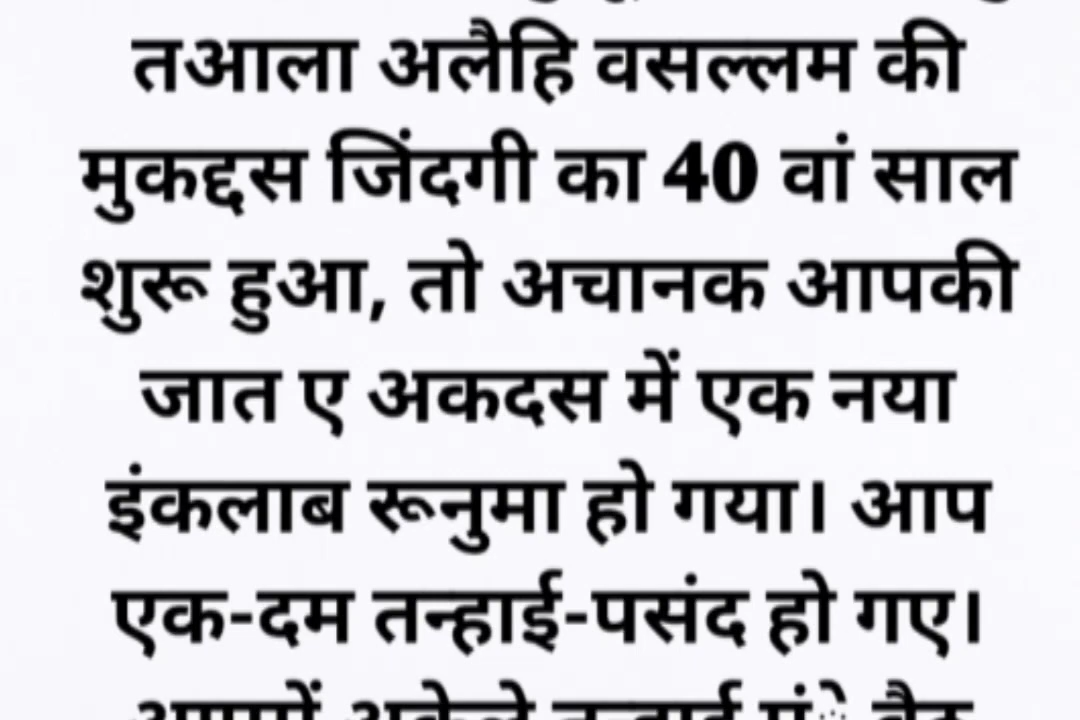 तआला अलैहि वसल्लम की
मुकद्दस जिंदगी का 40 वां साल
शुरू हुआ, तो अचानक आपकी
जात ए अकदस में एक नया
इंकलाब रूनुमा हो गया। आप
एक-दम तन्हाई-पसंद हो गए।